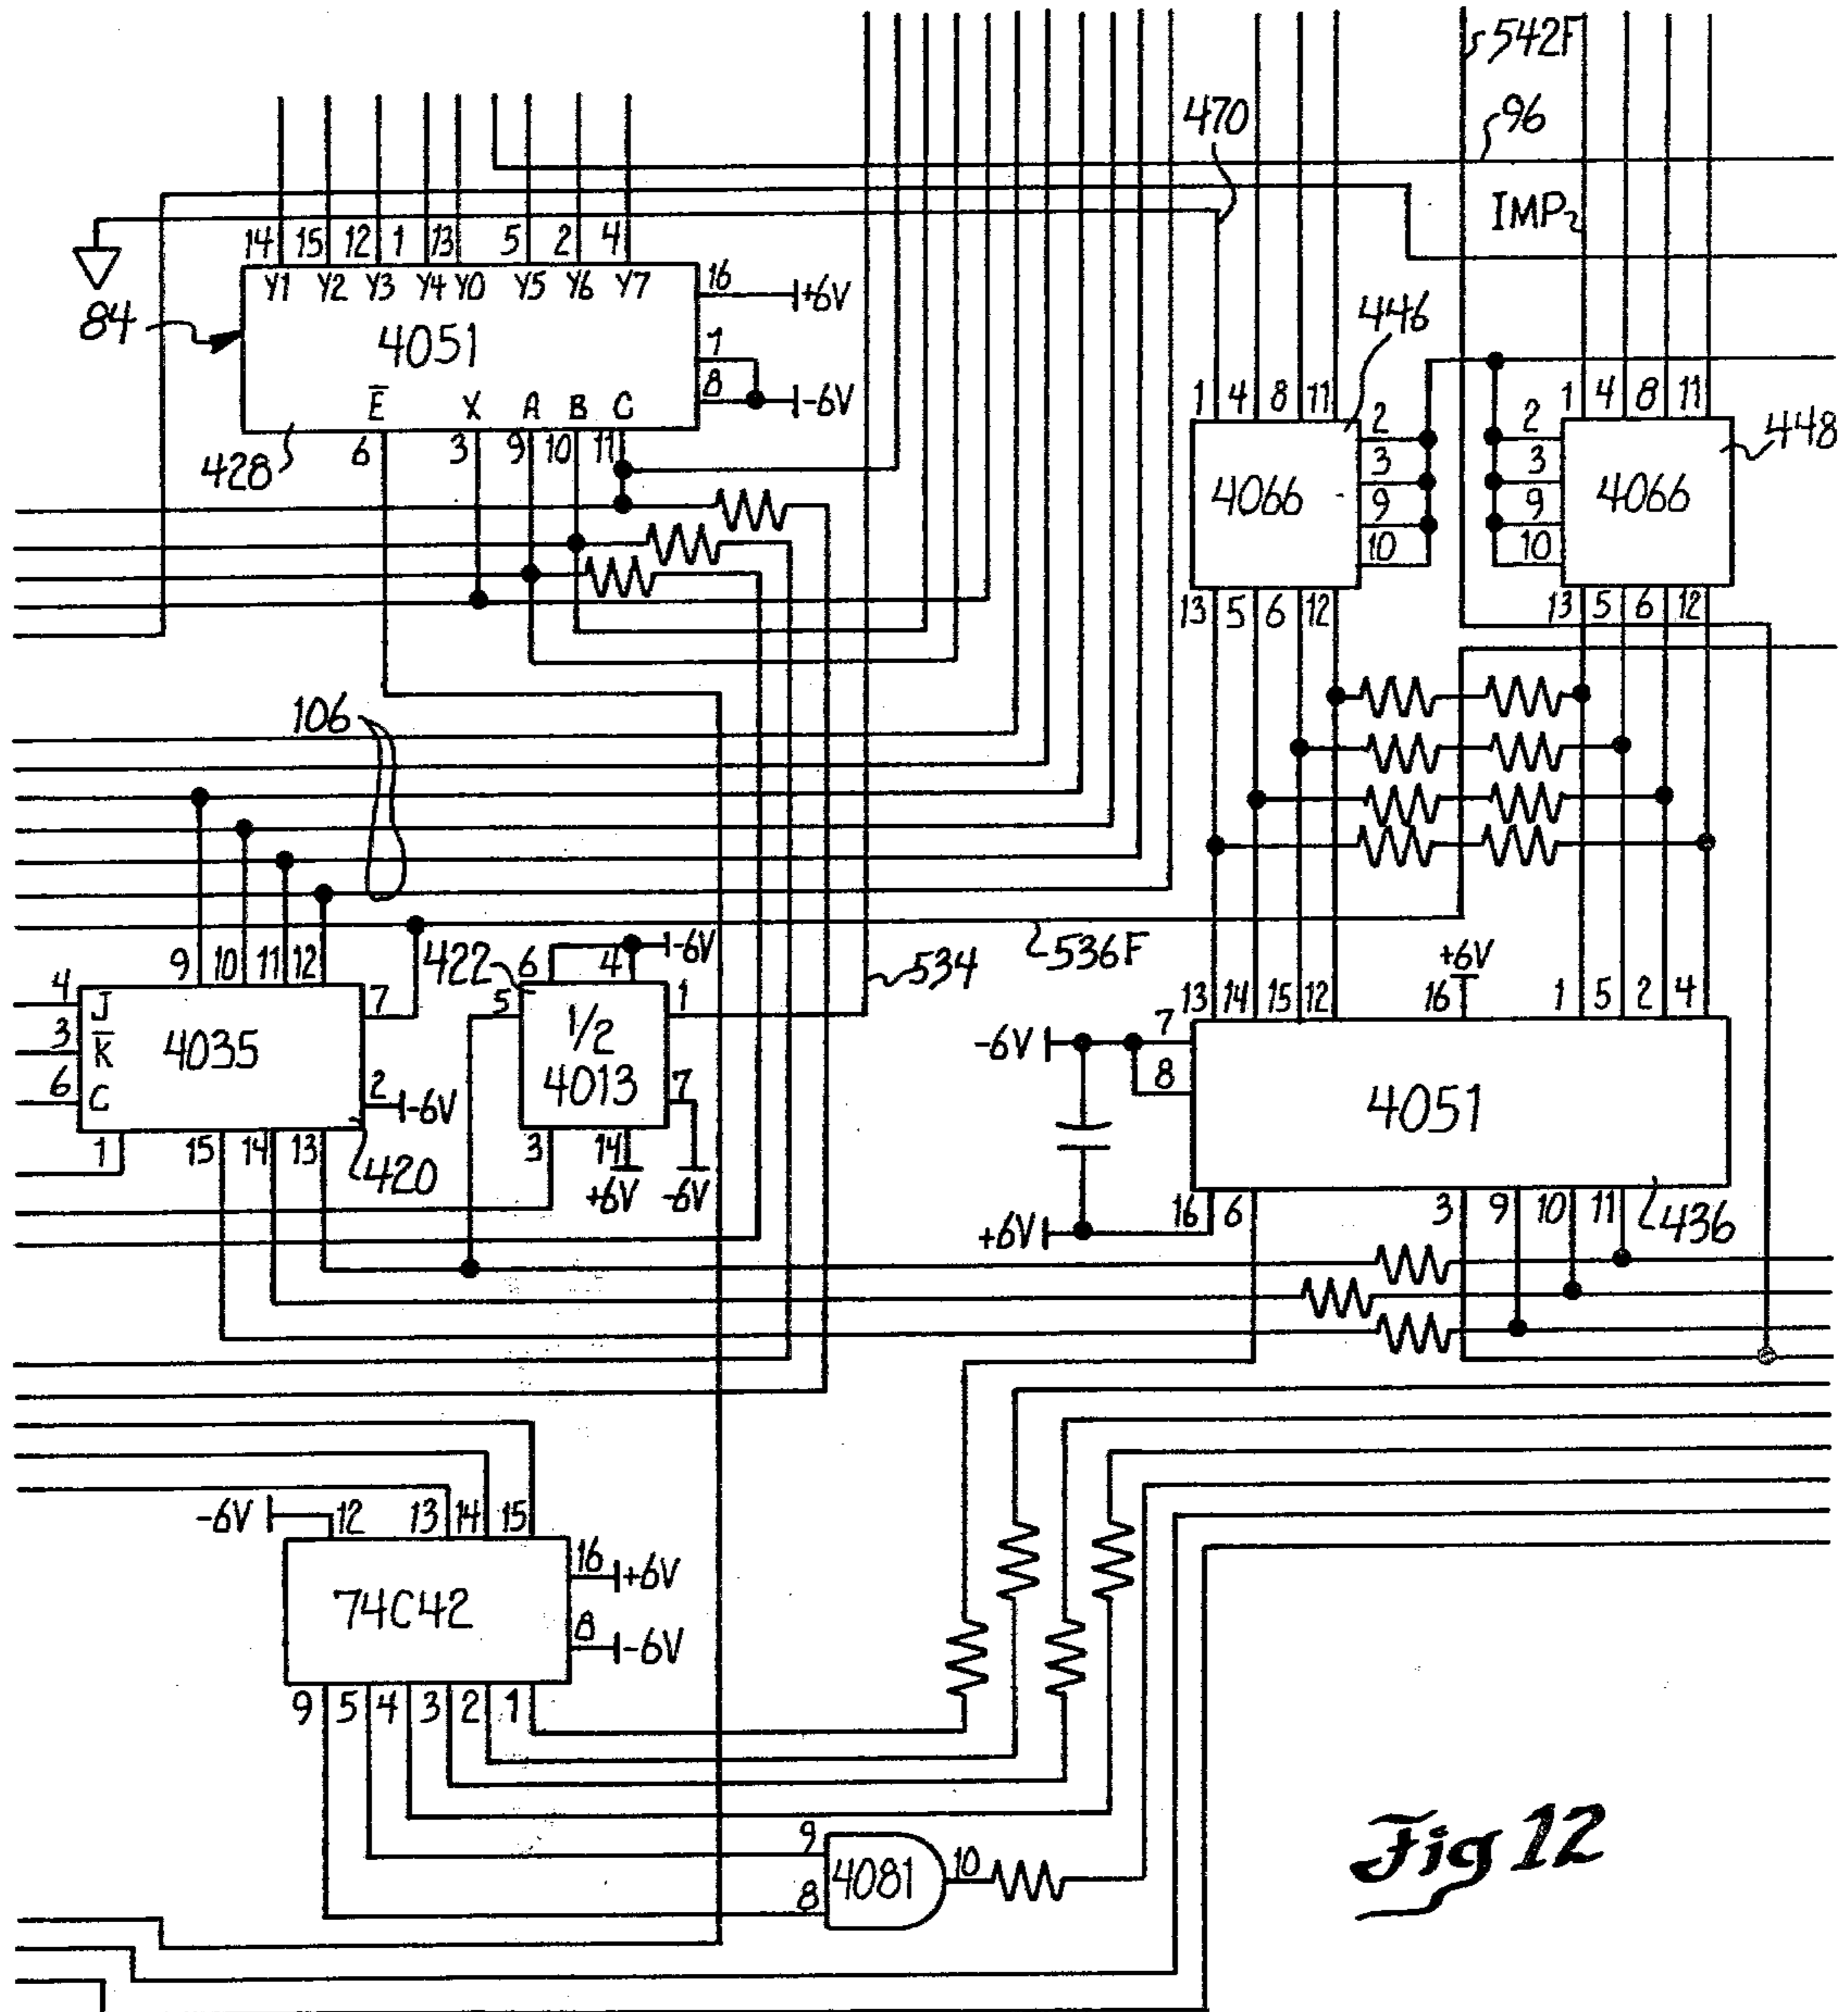 542F
96
470
IMP
14 15 12 1 13 5 2 4
Y1 Y2 Y3 Y4 Y0 Y5 Y6 Y7
16 +6V
84
4051
1
8 -6V
E̅ X A B C
6 3 9 10 11
428
446
1 4 8 11
2
3
9
10
4066
13 5 6 12
1 4 8 11
2
3
9
10
4066
448
13 5 6 12
106
536F
534
9 10 11 12
4 J
3 K̅
6 C
4035
7
2 -6V
1 15 14 13
420
422
6 4 -6V
5
1
1/2
4013
7
3 14
+6V -6V
+6V
13 14 15 12 16 1 5 2 4
-6V 7
8
4051
+6V 16 6 3 9 10 11
436
-6V 12 13 14 15
16 +6V
74C42
8 -6V
9 5 4 3 2 1
9
8
4081
10
Fig 12